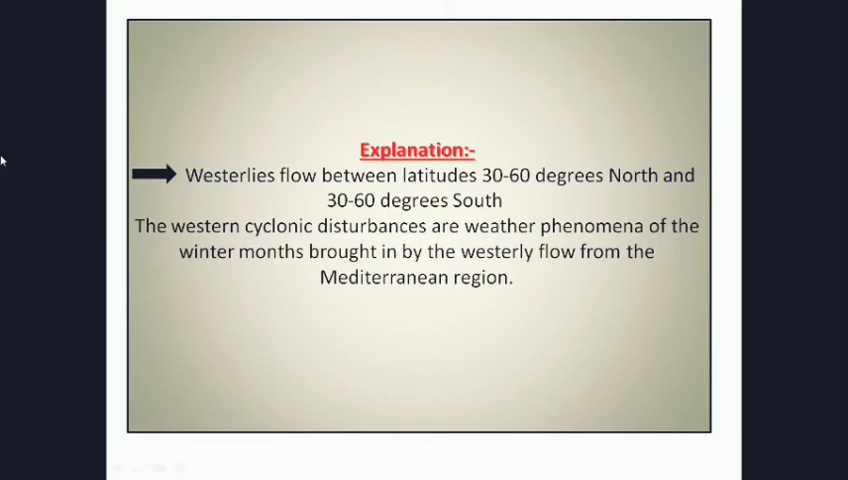 Explanation:-
Westerlies flow between latitudes 30-60 degrees North and
30-60 degrees South
The western cyclonic disturbances are weather phenomena of the
winter months brought in by the westerly flow from the
Mediterranean region.